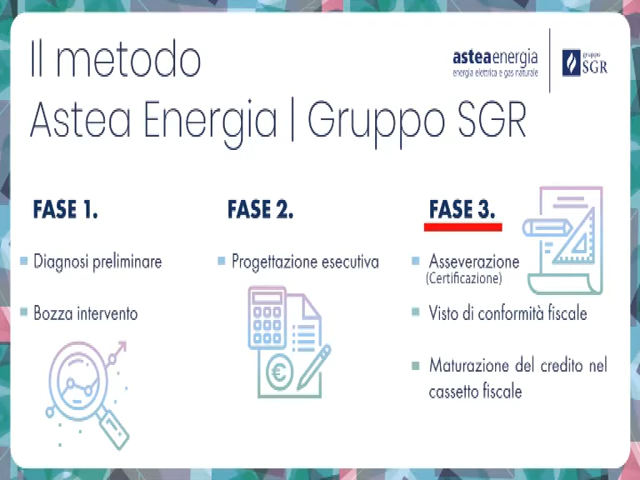 Il metodo
Astea Energia | Gruppo SGR
asteaenergia
energia elettrica e gas naturale
gruppo
SGR
FASE 1.
Diagnosi preliminare
Bozza intervento
FASE 2.
Progettazione esecutiva
€
FASE 3.
Asseverazione
(Certificazione)
Visto di conformità fiscale
Maturazione del credito nel
cassetto fiscale